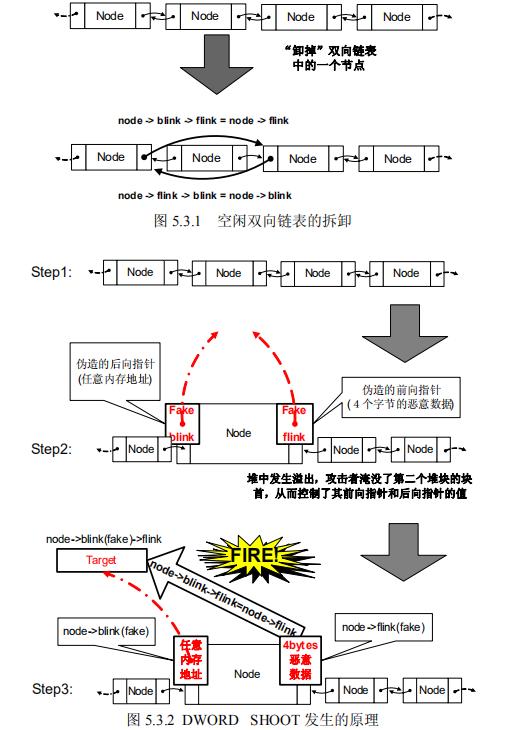 Node Node Node Node
“卸掉”双向链表
中的一个节点
node -> blink -> flink = node -> flink
Node Node Node Node
node -> flink -> blink = node -> blink
图 5.3.1 空闲双向链表的拆卸
Step1:
Node Node Node Node
伪造的后向指针
(任意内存地址)
伪造的前向指针
(４个字节的恶意数据)
Fake
blink
Node
Fake
flink
Step2:
Node Node Node
堆中发生溢出，攻击者淹没了第二个堆块的块
首，从而控制了其前向指针和后向指针的值
node->blink(fake)->flink
Target
FIRE!
node->blink->flink=node->flink
node->blink(fake)
node->flink(fake)
任意
内存
地址
Node
4bytes
恶意
数据
Step3:
Node Node Node
图 5.3.2 DWORD SHOOT 发生的原理